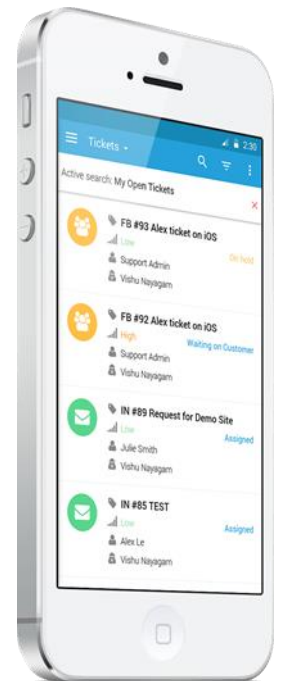 2:30
Tickets
Active search: My Open Tickets
FB #93 Alex ticket on iOS
Low
On hold
Support Admin
Vishu Nayagam
FB #92 Alex ticket on iOS
High
Waiting on Customer
Support Admin
Vishu Nayagam
IN #89 Request for Demo Site
Low
Assigned
Julie Smith
Vishu Nayagam
IN #85 TEST
Low
Assigned
Alex Le
Vishu Nayagam